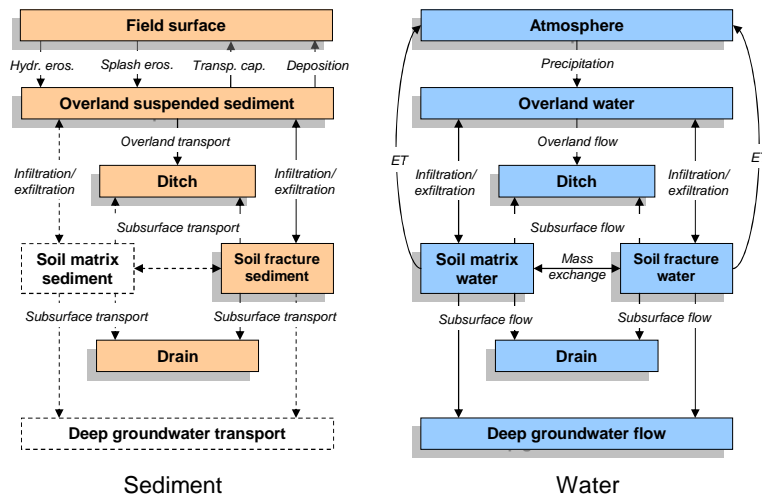 Field surface
Hydr. eros.
Splash eros.
Transp. cap.
Deposition
Overland suspended sediment
Overland transport
Infiltration/
exfiltration
Ditch
Infiltration/
exfiltration
Subsurface transport
Soil matrix
sediment
Soil fracture
sediment
Subsurface transport
Subsurface transport
Drain
Deep groundwater transport
Sediment
Atmosphere
Precipitation
Overland water
Overland flow
ET
Infiltration/
exfiltration
Ditch
Infiltration/
exfiltration
ET
Subsurface flow
Soil matrix
water
Mass
exchange
Soil fracture
water
Subsurface flow
Subsurface flow
Drain
Deep groundwater flow
Water